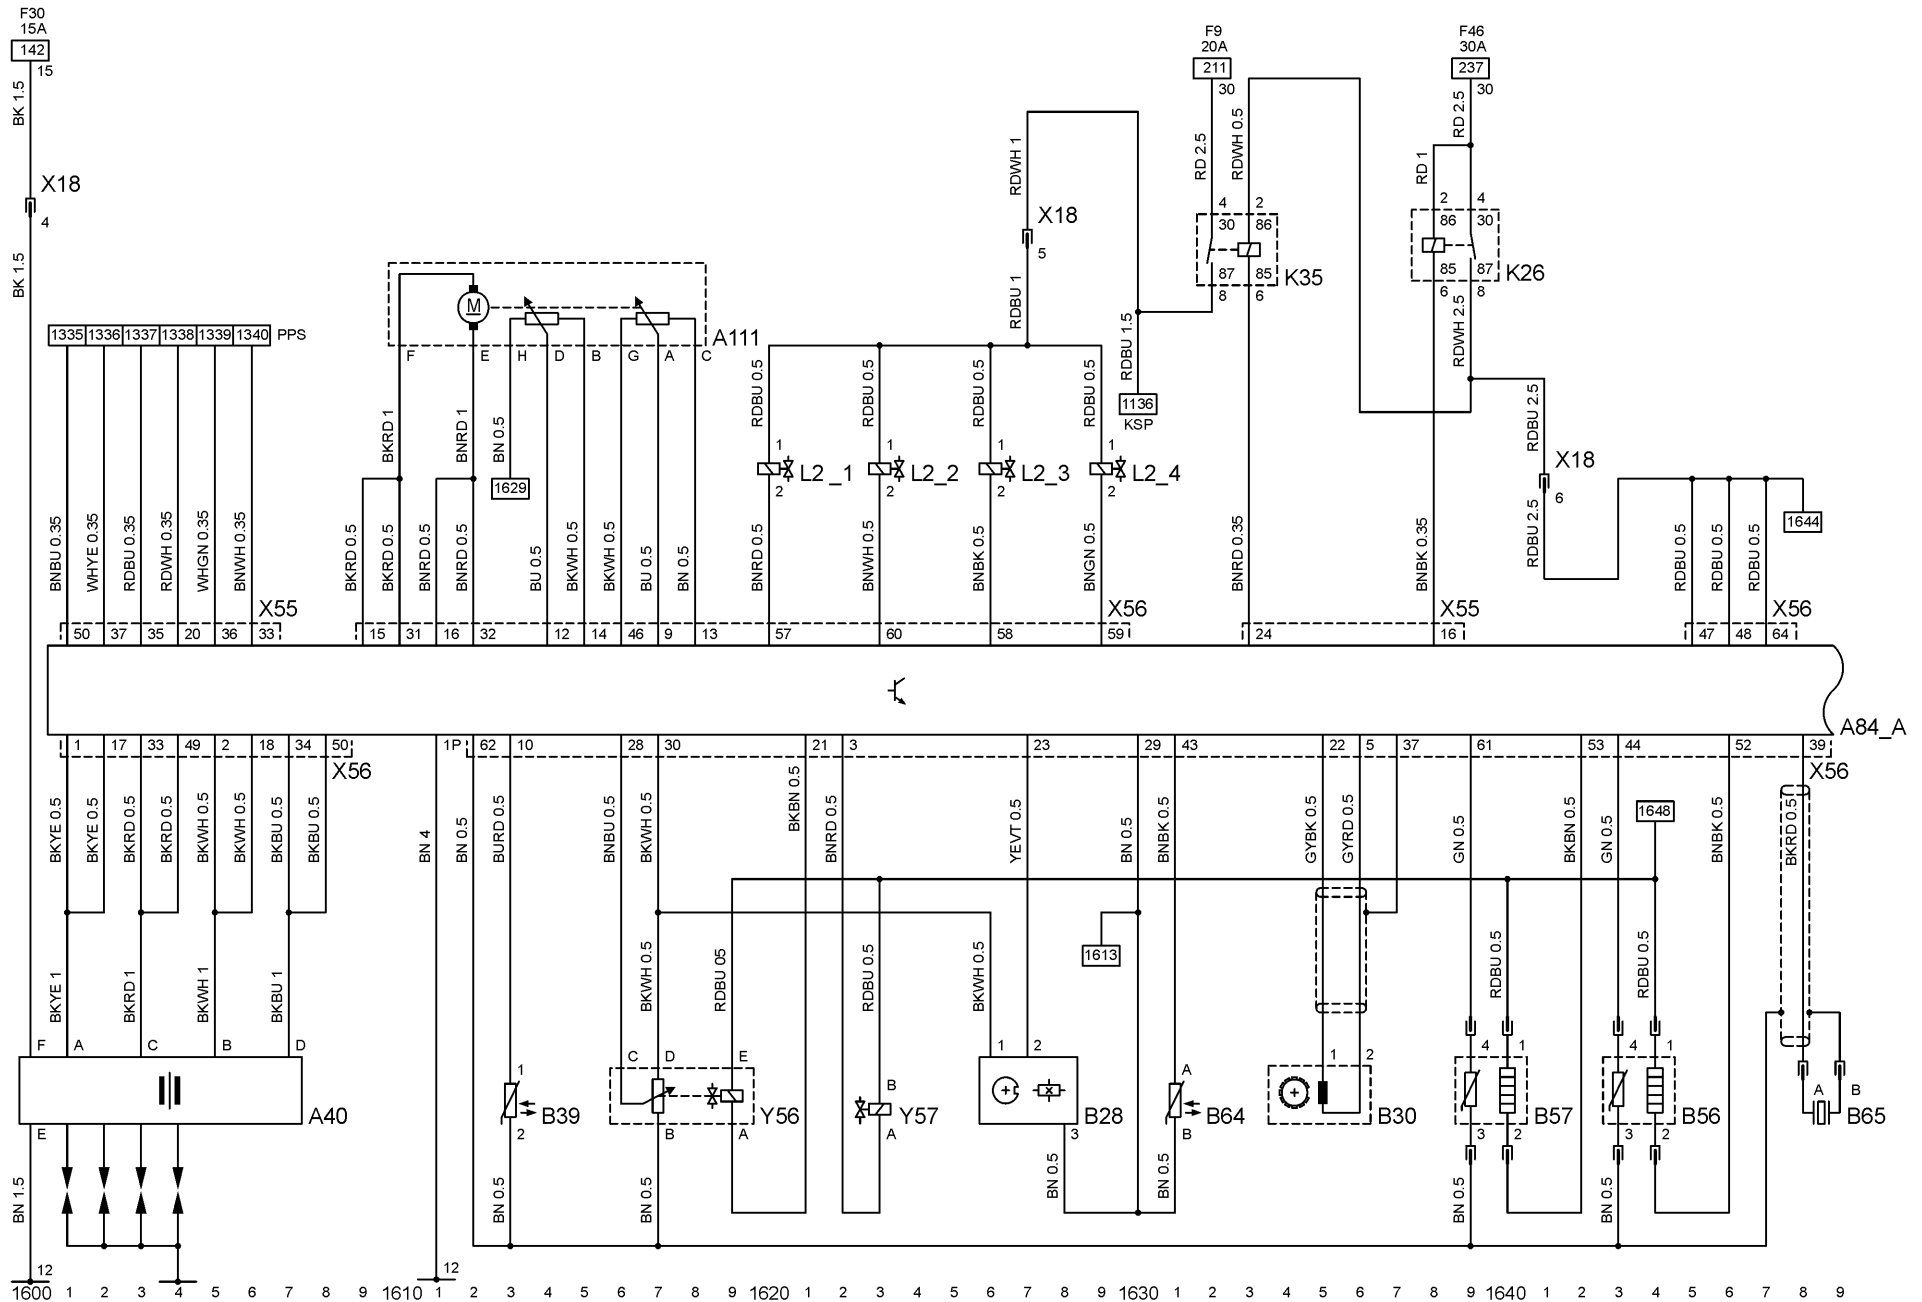 F30
15A
142
15
BK 1.5
X18
4
BK 1.5
F9
20A
211
30
F46
30A
237
30
RD 2.5
RDWH 0.5
RD 2.5
RD 1
RDWH 1
X18
5
RDBU 1
RDBU 1.5
4 2
30 86
87 85
8 6
K35
2 4
86 30
85 87
6 8
K26
RDWH 2.5
1335 1336 1337 1338 1339 1340 PPS
M
A111
F E H D B G A C
BKRD 1
BNRD 1
BN 0.5
1629
RDBU 0.5
RDBU 0.5
RDBU 0.5
RDBU 0.5
1136
KSP
1 1 1 1
L2_1 L2_2 L2_3 L2_4
2 2 2 2
RDBU 2.5
X18
6
RDBU 2.5
1644
BNBU 0.35
WHYE 0.35
RDBU 0.35
RDWH 0.35
WHGN 0.35
BNWH 0.35
BKRD 0.5
BKRD 0.5
BNRD 0.5
BNRD 0.5
BU 0.5
BKWH 0.5
BKWH 0.5
BU 0.5
BN 0.5
BNRD 0.5
BNWH 0.5
BNBK 0.5
BNGN 0.5
BNRD 0.35
BNBK 0.35
RDBU 0.5
RDBU 0.5
RDBU 0.5
X55 X56 X55 X56
50 37 35 20 36 33 15 31 16 32 12 14 46 9 13 57 60 58 59 24 16 47 48 64
A84_A
1 17 33 49 2 18 34 50 1P 62 10 28 30 21 3 23 29 43 22 5 37 61 53 44 52 39
X56 X56
BKYE 0.5
BKYE 0.5
BKRD 0.5
BKRD 0.5
BKWH 0.5
BKWH 0.5
BKBU 0.5
BKBU 0.5
BN 4
BN 0.5
BURD 0.5
BNBU 0.5
BKWH 0.5
BKBN 0.5
BNRD 0.5
YEVT 0.5
BN 0.5
BNBK 0.5
GYBK 0.5
GYRD 0.5
GN 0.5
BKBN 0.5
GN 0.5
1648
BNBK 0.5
BKRD 0.5
1613
BKYE 1
BKRD 1
BKWH 1
BKBU 1
BKWH 0.5
RDBU 05
RDBU 0.5
BKWH 0.5
RDBU 0.5
RDBU 0.5
F A C B D
A40
E
1
B39
2
C D E
Y56
B A
B
Y57
A
1 2
B28
3
A
B64
B
1 2
B30
4 1
B57
3 2
4 1
B56
3 2
A B
B65
BN 1.5
BN 0.5
BN 0.5
BN 0.5
BN 0.5
BN 0.5
BN 0.5
12 12
1600 1 2 3 4 5 6 7 8 9 1610 1 2 3 4 5 6 7 8 9 1620 1 2 3 4 5 6 7 8 9 1630 1 2 3 4 5 6 7 8 9 1640 1 2 3 4 5 6 7 8 9